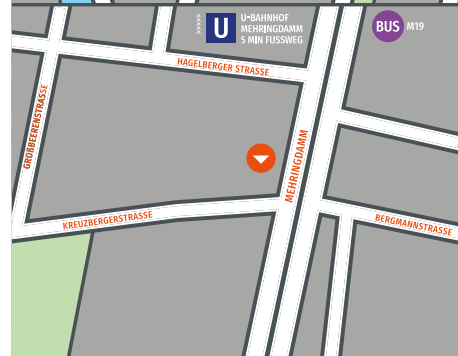 U
U-BAHNHOF
MEHRINGDAMM
5 MIN FUSSWEG
BUS M19
HAGELBERGER STRASSE
GROßBEERENSTRASSE
MEHRINGDAMM
KREUZBERGERSTRASSE
BERGMANNSTRASSE